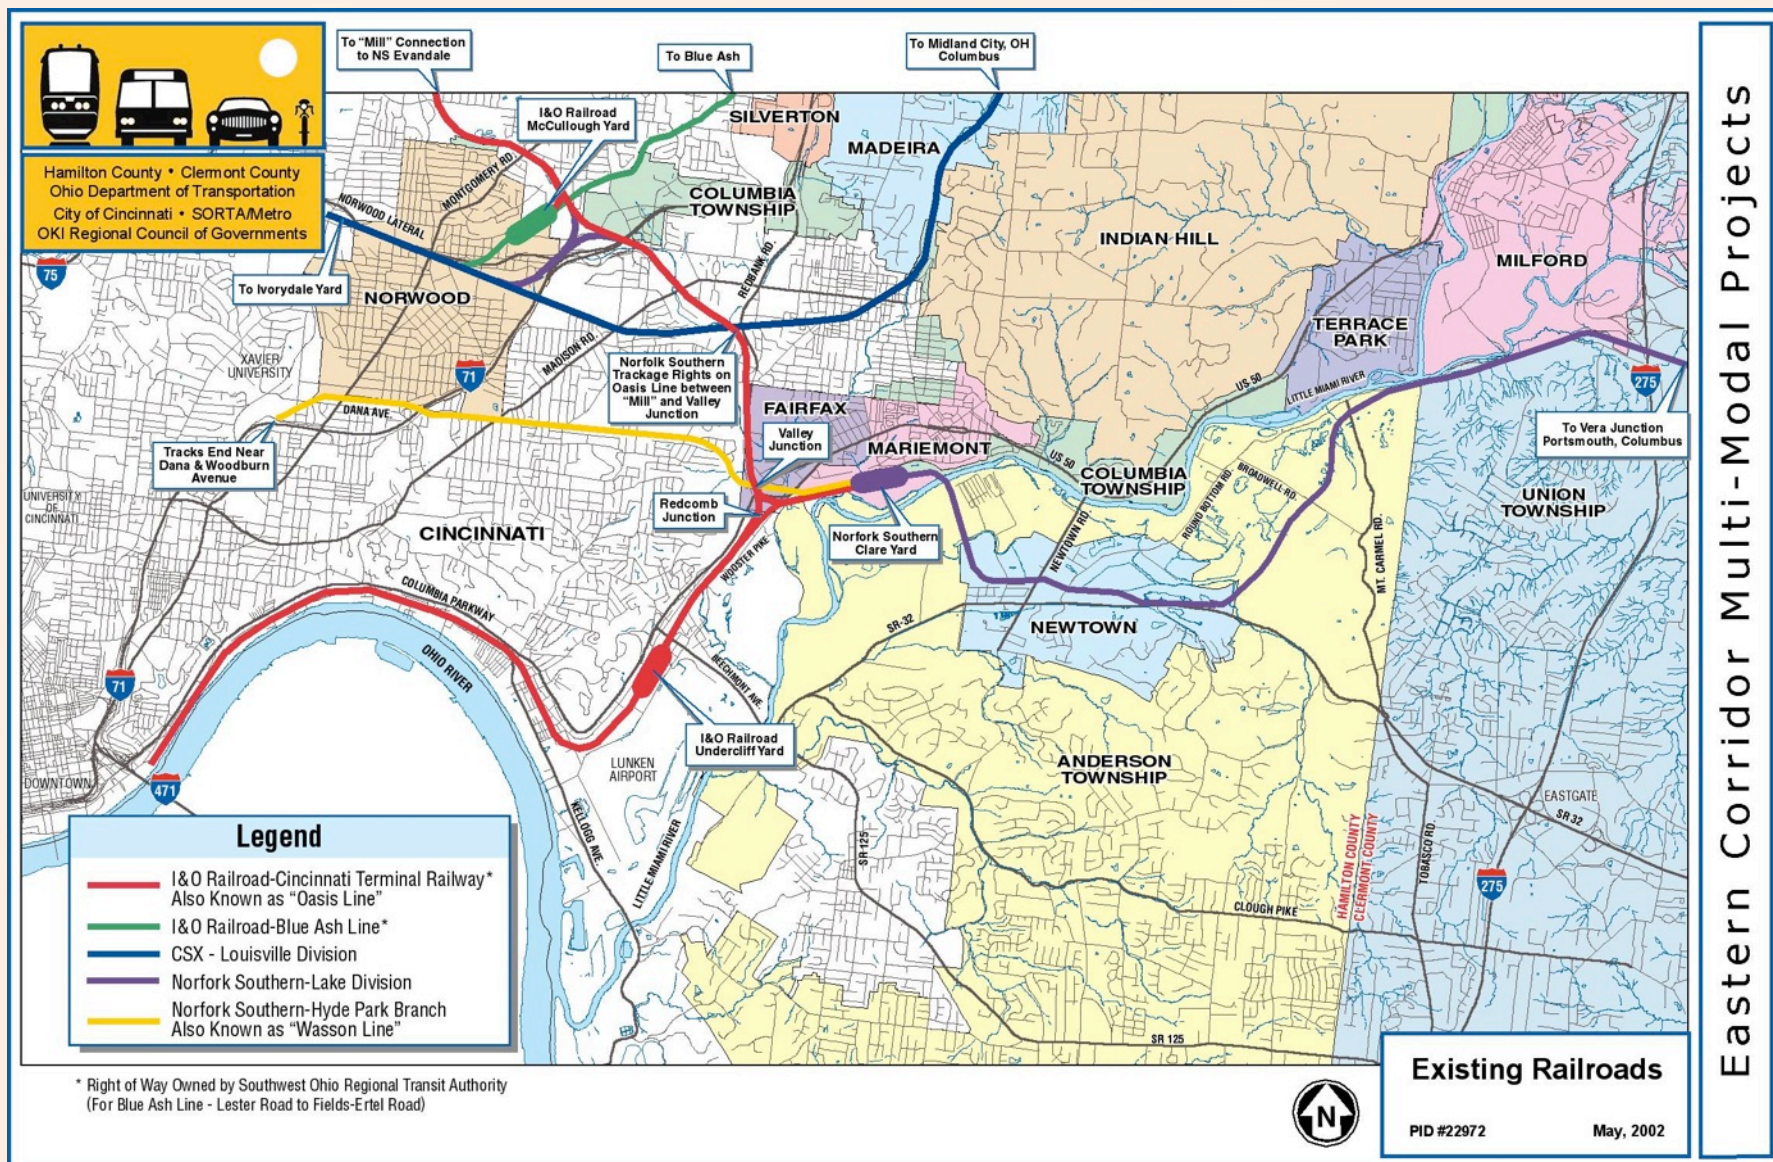 To “Mill” Connection
to NS Evandale
To Blue Ash
To Midland City, OH
Columbus
I&O Railroad
McCullough Yard
SILVERTON
MADEIRA
Hamilton County • Clermont County
Ohio Department of Transportation
City of Cincinnati • SORTA/Metro
OKI Regional Council of Governments
MONTGOMERY RD.
COLUMBIA
TOWNSHIP
NORWOOD LATERAL
INDIAN HILL
MILFORD
75
REDBANK RD.
To Ivorydale Yard
NORWOOD
TERRACE
PARK
MADISON RD.
XAVIER
UNIVERSITY
71
Norfolk Southern
Trackage Rights on
Oasis Line between
“Mill” and Valley
Junction
US 50
LITTLE MIAMI RIVER
275
DANA AVE.
FAIRFAX
Valley
Junction
MARIEMONT
To Vera Junction
Portsmouth, Columbus
Tracks End Near
Dana & Woodburn
Avenue
US 50
COLUMBIA
TOWNSHIP
ROUND BOTTOM RD.
BROADWELL RD.
UNIVERSITY
OF
CINCINNATI
UNION
TOWNSHIP
Redcomb
Junction
CINCINNATI
Norfork Southern
Clare Yard
NEWTOWN RD.
MT. CARMEL RD.
WOOSTER PIKE
COLUMBIA PARKWAY
SR-32
NEWTOWN
OHIO RIVER
BEECHMONT AVE.
71
I&O Railroad
Undercliff Yard
LUNKEN
AIRPORT
ANDERSON
TOWNSHIP
DOWNTOWN
471
EASTGATE
SR 32
KELLOGG AVE.
LITTLE MIAMI RIVER
SR 125
HAMILTON COUNTY
CLERMONT COUNTY
TOBASCO RD.
275
CLOUGH PIKE
SR 125
Legend
I&O Railroad-Cincinnati Terminal Railway*
Also Known as “Oasis Line”
I&O Railroad-Blue Ash Line*
CSX - Louisville Division
Norfork Southern-Lake Division
Norfork Southern-Hyde Park Branch
Also Known as “Wasson Line”
* Right of Way Owned by Southwest Ohio Regional Transit Authority
(For Blue Ash Line - Lester Road to Fields-Ertel Road)
N
Existing Railroads
PID #22972 May, 2002
Eastern Corridor Multi-Modal Projects